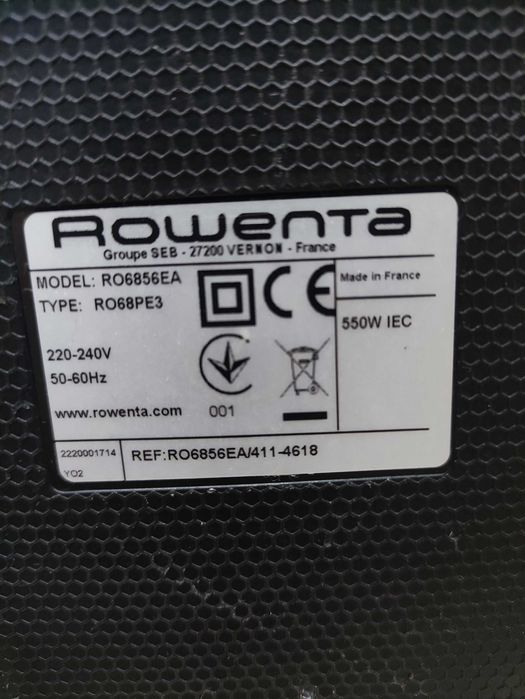 Rowenta
Groupe SEB - 27200 VERNON - France
MODEL: RO6856EA
TYPE: RO68PE3
CE
Made in France
550W IEC
220-240V
50-60Hz
www.rowenta.com
001
2220001714
YO2
REF:RO6856EA/411-4618